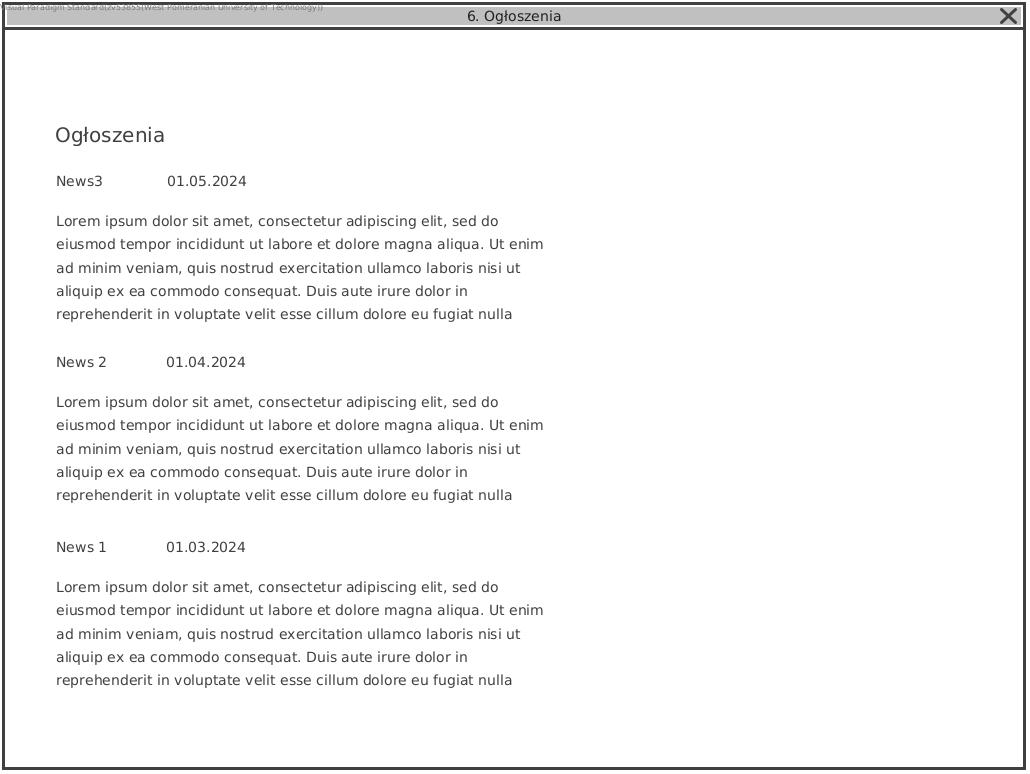 Visual Paradigm Standard(zv53855(West Pomeranian University of Technology))
6. Ogłoszenia
Ogłoszenia
News3 01.05.2024
Lorem ipsum dolor sit amet, consectetur adipiscing elit, sed do
eiusmod tempor incididunt ut labore et dolore magna aliqua. Ut enim
ad minim veniam, quis nostrud exercitation ullamco laboris nisi ut
aliquip ex ea commodo consequat. Duis aute irure dolor in
reprehenderit in voluptate velit esse cillum dolore eu fugiat nulla
News 2 01.04.2024
Lorem ipsum dolor sit amet, consectetur adipiscing elit, sed do
eiusmod tempor incididunt ut labore et dolore magna aliqua. Ut enim
ad minim veniam, quis nostrud exercitation ullamco laboris nisi ut
aliquip ex ea commodo consequat. Duis aute irure dolor in
reprehenderit in voluptate velit esse cillum dolore eu fugiat nulla
News 1 01.03.2024
Lorem ipsum dolor sit amet, consectetur adipiscing elit, sed do
eiusmod tempor incididunt ut labore et dolore magna aliqua. Ut enim
ad minim veniam, quis nostrud exercitation ullamco laboris nisi ut
aliquip ex ea commodo consequat. Duis aute irure dolor in
reprehenderit in voluptate velit esse cillum dolore eu fugiat nulla